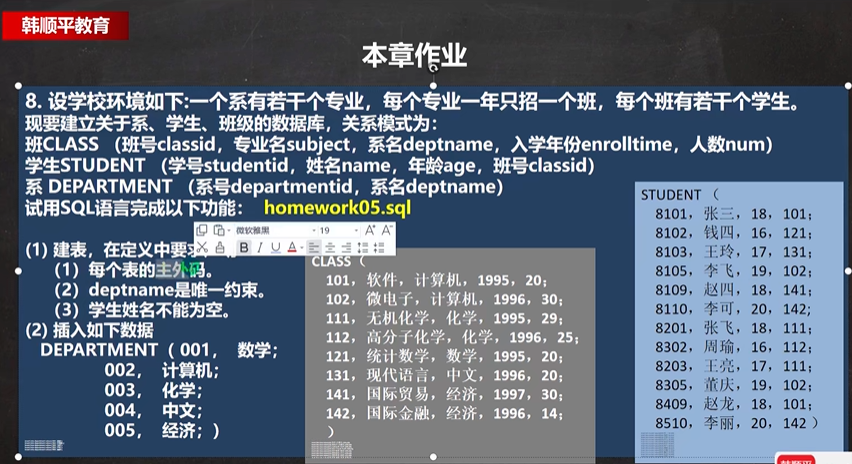 韩顺平教育
本章作业
8. 设学校环境如下:一个系有若干个专业，每个专业一年只招一个班，每个班有若干个学生。
现要建立关于系、学生、班级的数据库，关系模式为：
班CLASS （班号classid，专业名subject，系名deptname，入学年份enrolltime，人数num）
学生STUDENT （学号studentid，姓名name，年龄age，班号classid）
系 DEPARTMENT （系号departmentid，系名deptname）
试用SQL语言完成以下功能： homework05.sql
微软雅黑 19
B I U A
(1) 建表，在定义中要求
（1）每个表的主外码。
（2）deptname是唯一约束。
（3）学生姓名不能为空。
(2) 插入如下数据
DEPARTMENT（ 001， 数学；
002， 计算机；
003， 化学；
004， 中文；
005， 经济；）
CLASS（
101，软件，计算机，1995，20；
102，微电子，计算机，1996，30；
111，无机化学，化学，1995，29；
112，高分子化学，化学，1996，25；
121，统计数学，数学，1995，20；
131，现代语言，中文，1996，20；
141，国际贸易，经济，1997，30；
142，国际金融，经济，1996，14；
）
STUDENT （
8101，张三，18，101；
8102，钱四，16，121；
8103，王玲，17，131；
8105，李飞，19，102；
8109，赵四，18，141；
8110，李可，20，142;
8201，张飞，18，111；
8302，周瑜，16，112；
8203，王亮，17，111；
8305，董庆，19，102；
8409，赵龙，18，101；
8510，李丽，20，142 ）
韩顺平